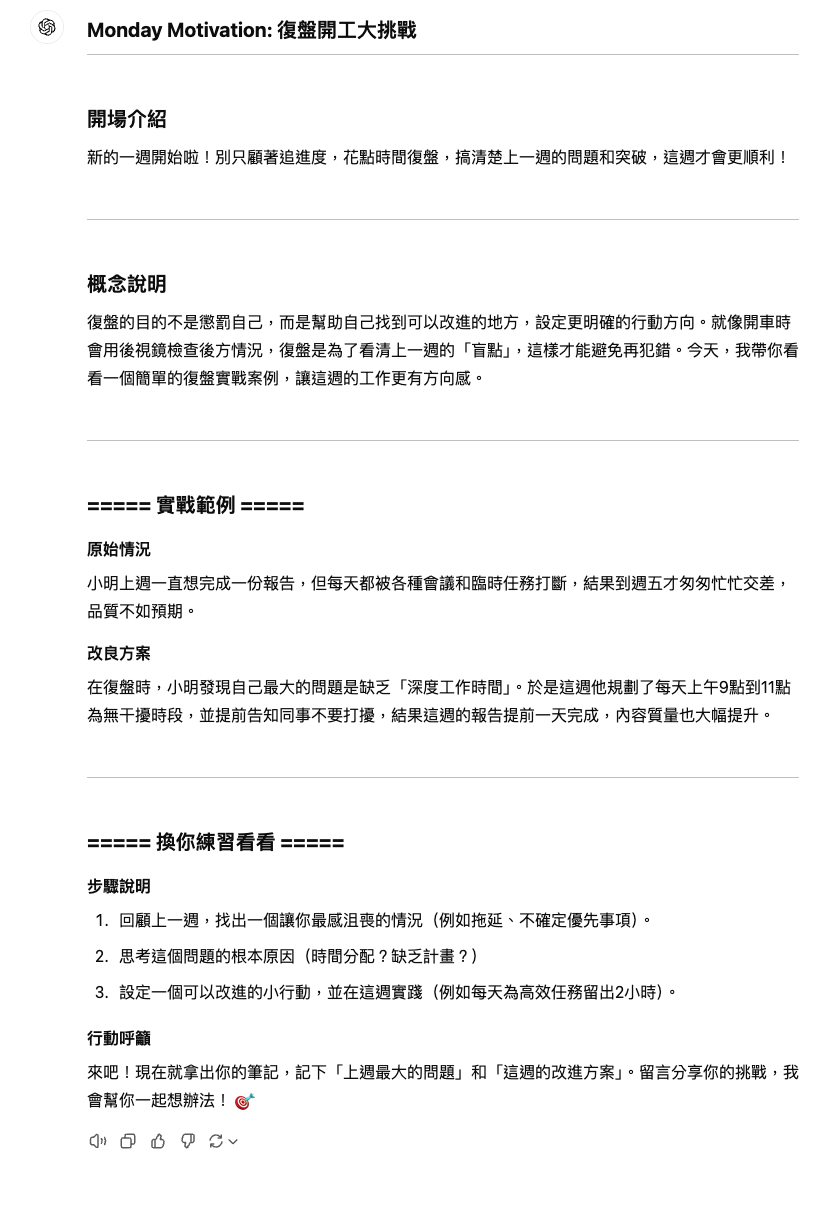 Monday Motivation: 復盤開工大挑戰
開場介紹
新的一週開始啦！別只顧著追進度，花點時間復盤，搞清楚上一週的問題和突破，這週才會更順利！
概念說明
復盤的目的不是懲罰自己，而是幫助自己找到可以改進的地方，設定更明確的行動方向。就像開車時
會用後視鏡檢查後方情況，復盤是為了看清上一週的「盲點」，這樣才能避免再犯錯。今天，我帶你看
看一個簡單的復盤實戰案例，讓這週的工作更有方向感。
===== 實戰範例 =====
原始情況
小明上週一直想完成一份報告，但每天都被各種會議和臨時任務打斷，結果到週五才匆匆忙忙交差，
品質不如預期。
改良方案
在復盤時，小明發現自己最大的問題是缺乏「深度工作時間」。於是這週他規劃了每天上午9點到11點
為無干擾時段，並提前告知同事不要打擾，結果這週的報告提前一天完成，內容質量也大幅提升。
===== 換你練習看看 =====
步驟說明
1. 回顧上一週，找出一個讓你最感沮喪的情況（例如拖延、不確定優先事項）。
2. 思考這個問題的根本原因（時間分配？缺乏計畫？）
3. 設定一個可以改進的小行動，並在這週實踐（例如每天為高效任務留出2小時）。
行動呼籲
來吧！現在就拿出你的筆記，記下「上週最大的問題」和「這週的改進方案」。留言分享你的挑戰，我
會幫你一起想辦法！🎯